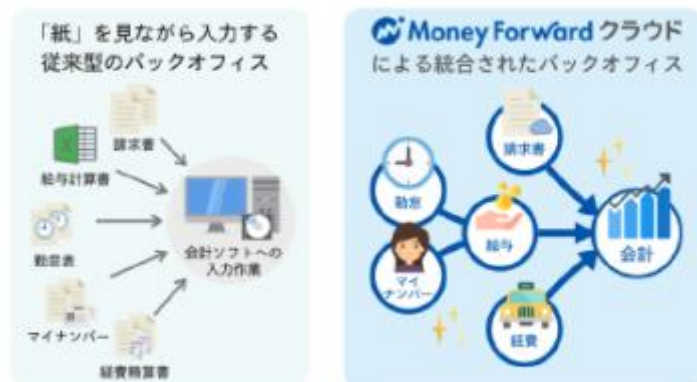 「紙」を見ながら入力する
従来型のバックオフィス
請求書
給与計算書
勤怠表
マイナンバー
経費精算書
会計ソフトへの
入力作業
Money Forward クラウド
による統合されたバックオフィス
請求書
勤怠
給与
マイ
ナンバー
経費
会計